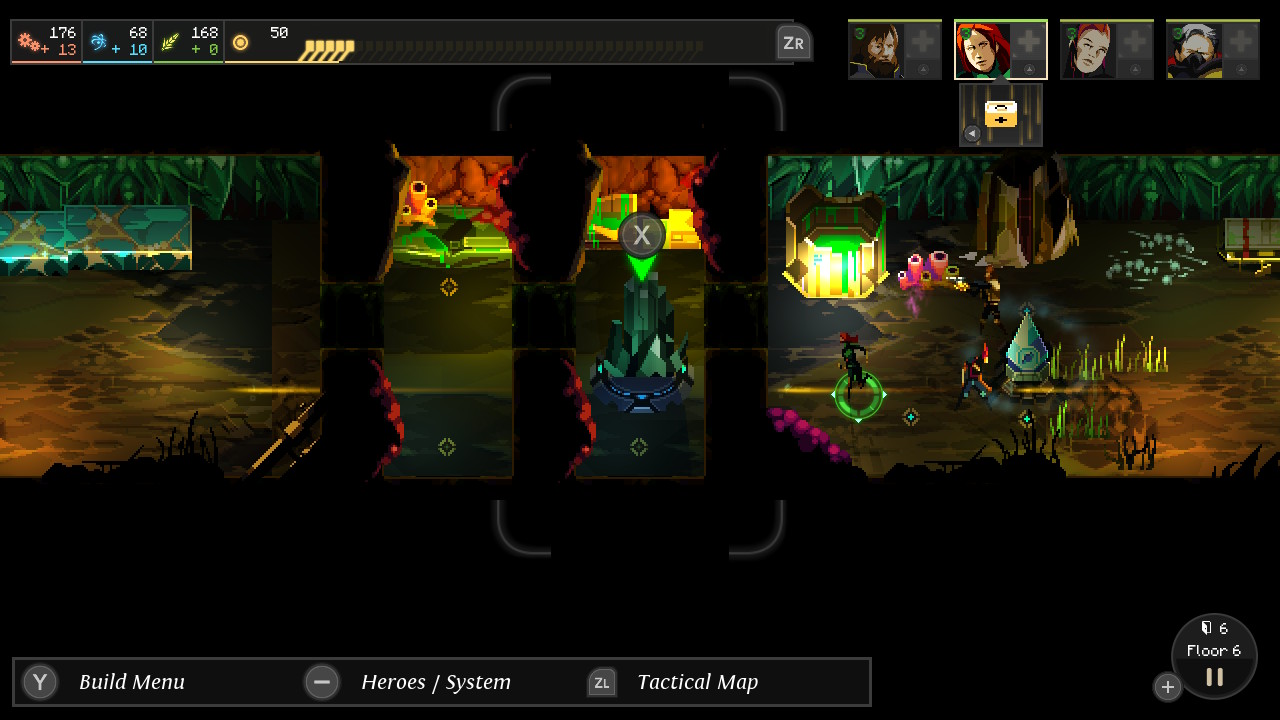 176
+ 13
68
+ 10
168
+ 0
50
ZR
X
6
Floor 6
Y Build Menu
Heroes / System
ZL Tactical Map